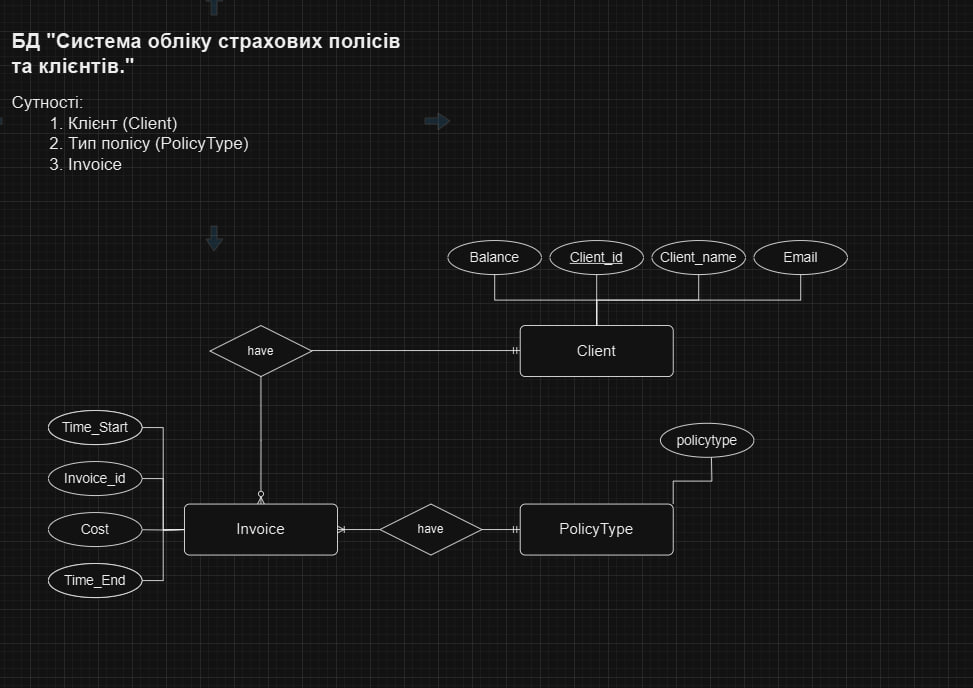 БД "Система обліку страхових полісів
та клієнтів."
Сутності:
1. Клієнт (Client)
2. Тип полісу (PolicyType)
3. Invoice
Balance
Client_id
Client_name
Email
have
Client
Time_Start
policytype
Invoice_id
Cost
Invoice
have
PolicyType
Time_End